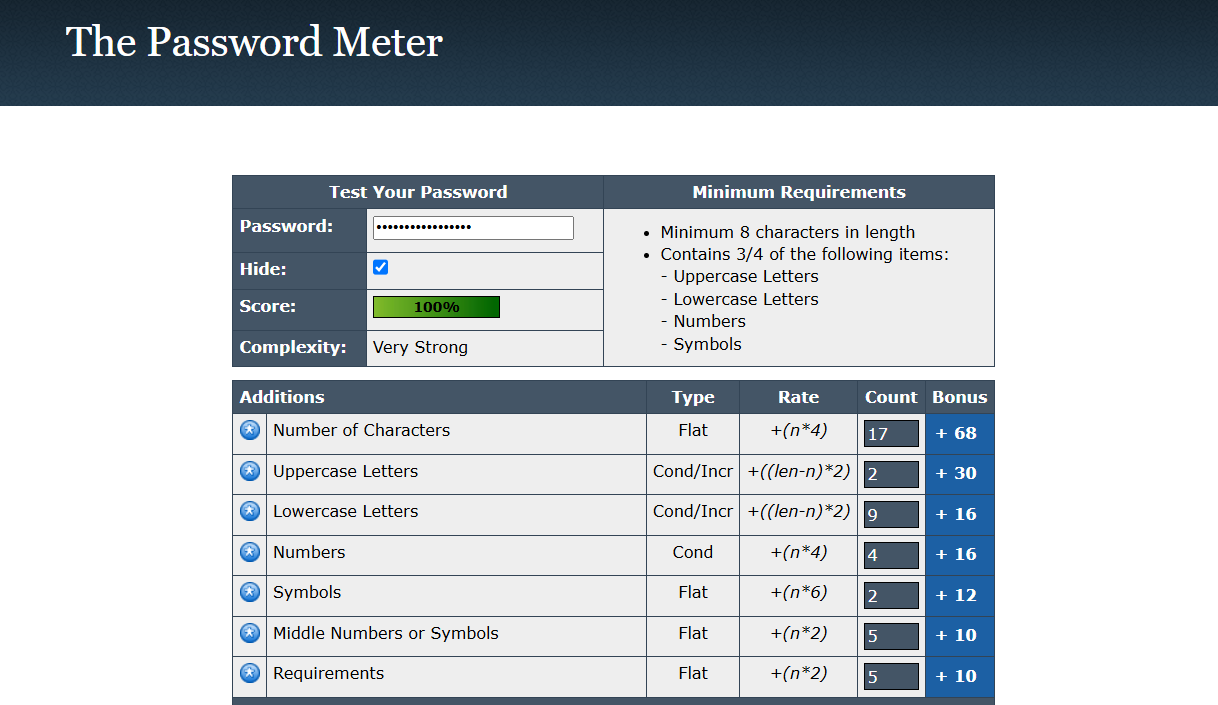 The Password Meter
Test Your Password Minimum Requirements
Password: •••••••••••••••••
Hide:
Score: 100%
Complexity: Very Strong
• Minimum 8 characters in length
• Contains 3/4 of the following items:
- Uppercase Letters
- Lowercase Letters
- Numbers
- Symbols
Additions Type Rate Count Bonus
Number of Characters Flat +(n*4) 17 + 68
Uppercase Letters Cond/Incr +((len-n)*2) 2 + 30
Lowercase Letters Cond/Incr +((len-n)*2) 9 + 16
Numbers Cond +(n*4) 4 + 16
Symbols Flat +(n*6) 2 + 12
Middle Numbers or Symbols Flat +(n*2) 5 + 10
Requirements Flat +(n*2) 5 + 10